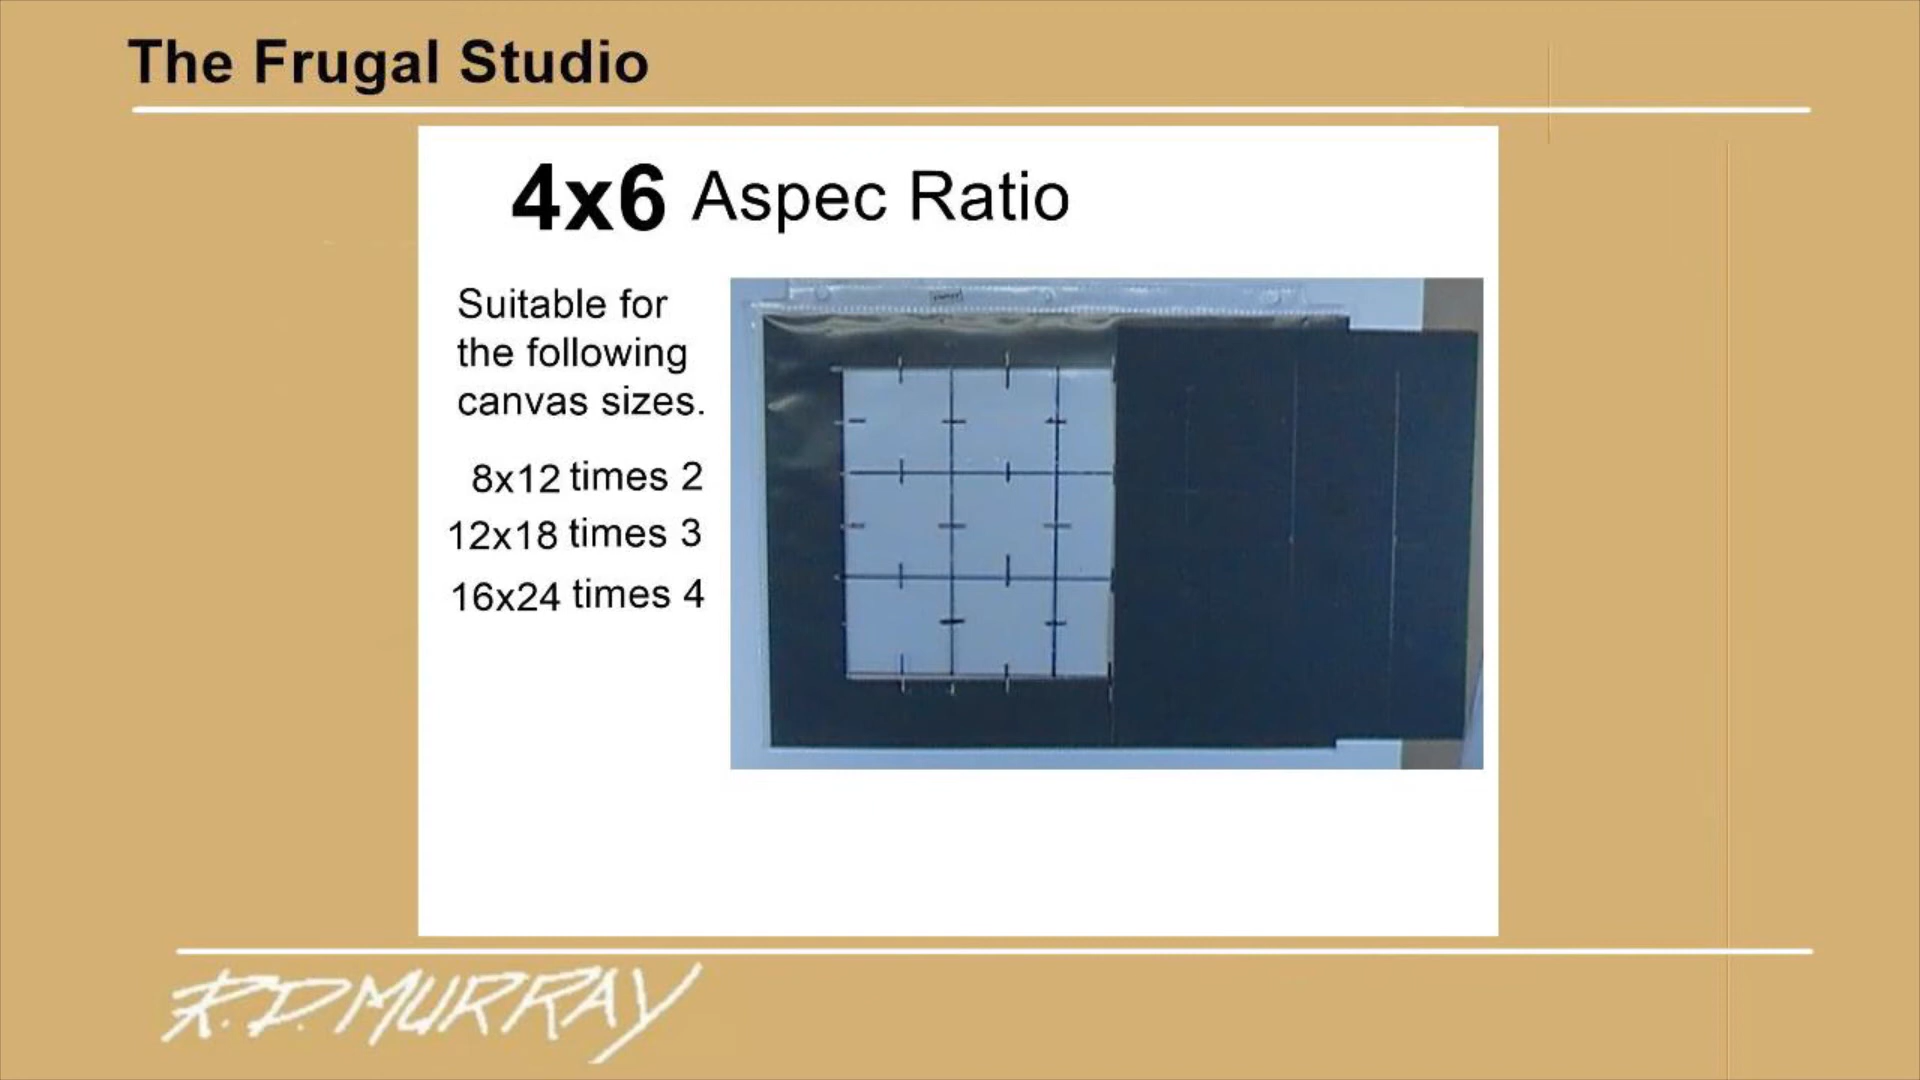 The Frugal Studio
4x6 Aspec Ratio
Suitable for
the following
canvas sizes.
8x12 times 2
12x18 times 3
16x24 times 4
R.D.MURRAY